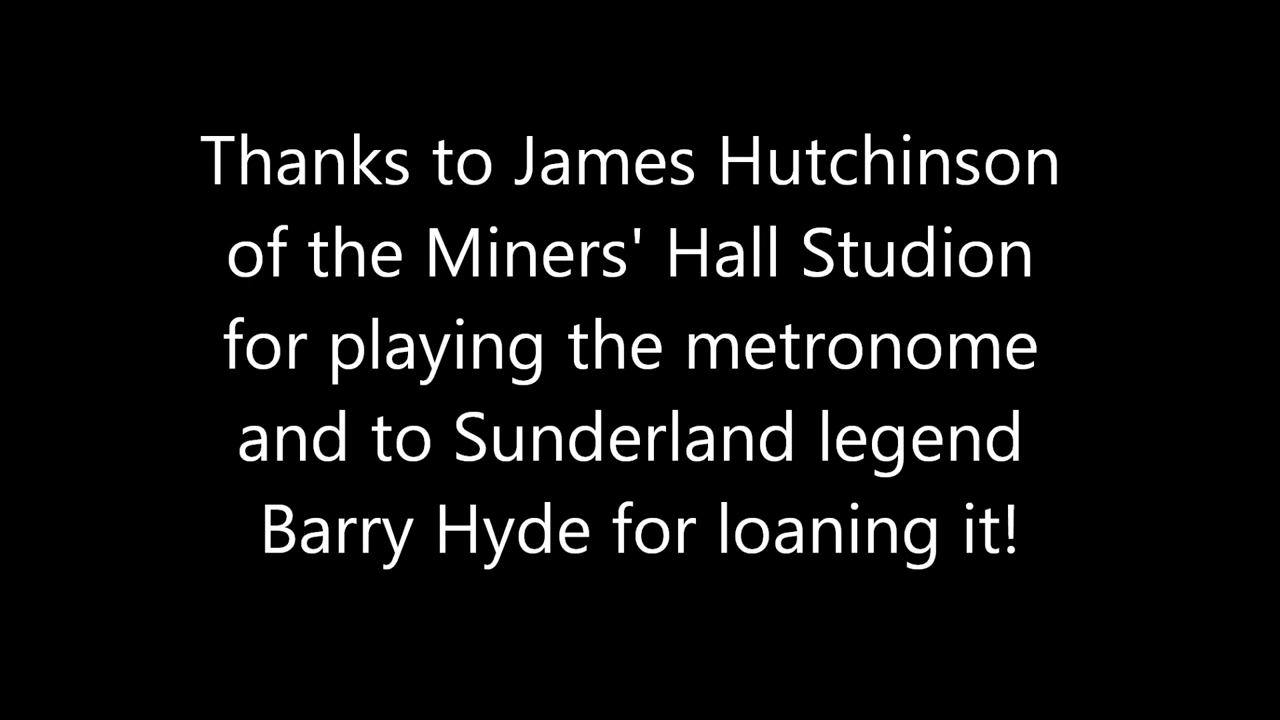 Thanks to James Hutchinson
of the Miners' Hall Studion
for playing the metronome
and to Sunderland legend
Barry Hyde for loaning it!